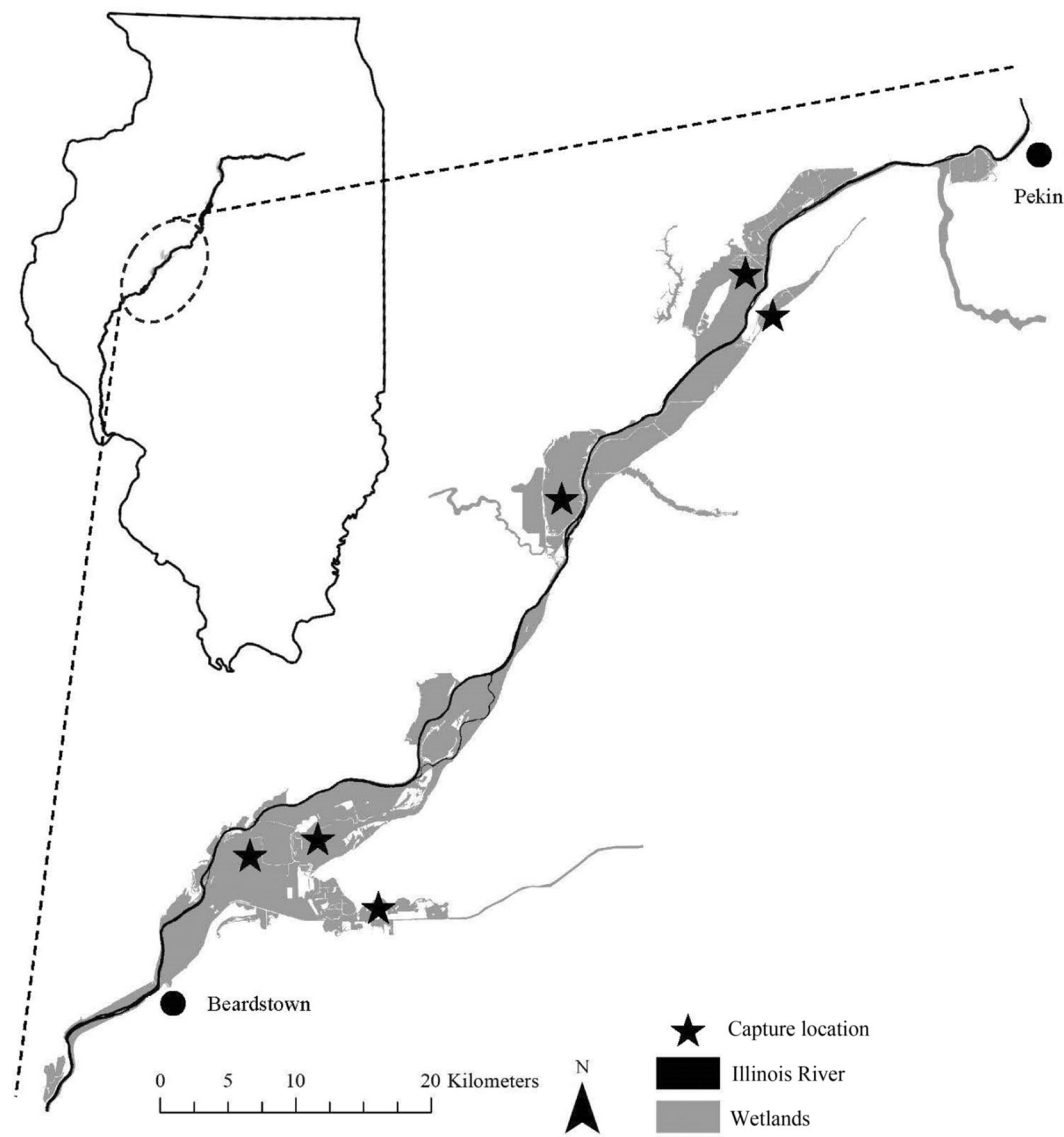 Pekin
Beardstown
Capture location
N
Illinois River
0 5 10 20 Kilometers
Wetlands